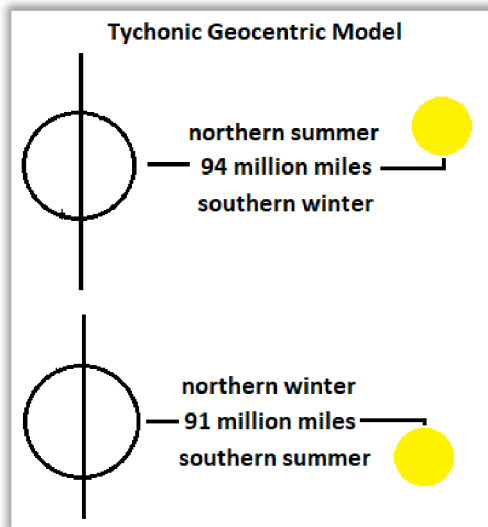 Tychonic Geocentric Model
northern summer
94 million miles
southern winter
northern winter
91 million miles
southern summer